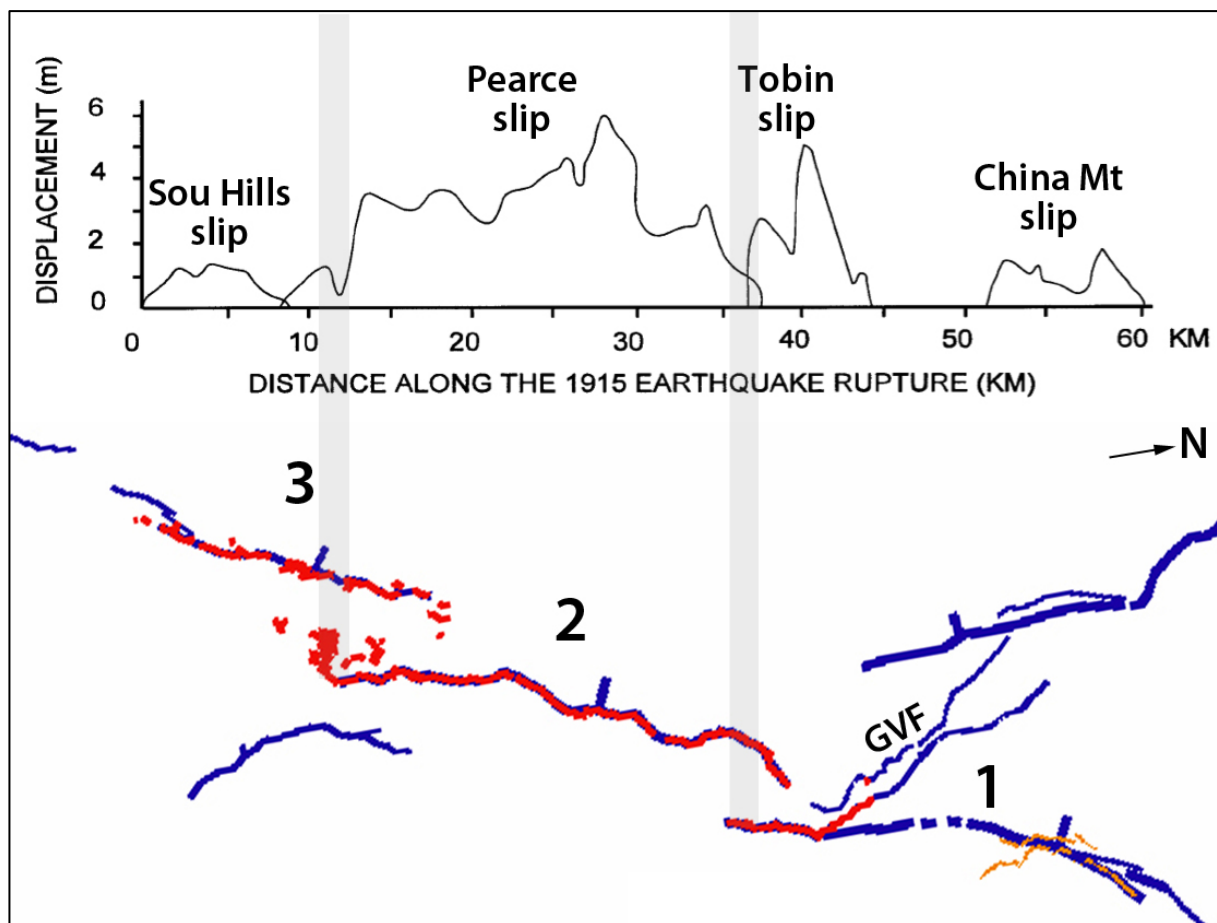 Pearce
slip
Tobin
slip
Sou Hills
slip
China Mt
slip
DISPLACEMENT (m)
6
4
2
0
0 10 20 30 40 50 60 KM
DISTANCE ALONG THE 1915 EARTHQUAKE RUPTURE (KM)
N
3
2
GVF
1